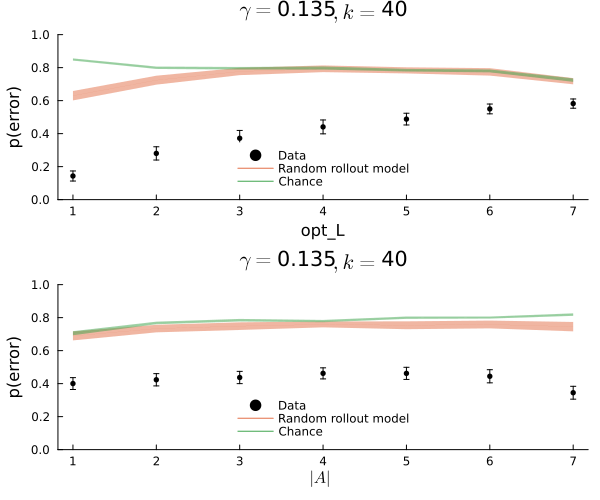 γ = 0.135, k = 40
p(error)
1.0
0.8
0.6
0.4
0.2
0.0
Data
Random rollout model
Chance
1 2 3 4 5 6 7
opt_L
γ = 0.135, k = 40
p(error)
1.0
0.8
0.6
0.4
0.2
0.0
Data
Random rollout model
Chance
1 2 3 4 5 6 7
|A|